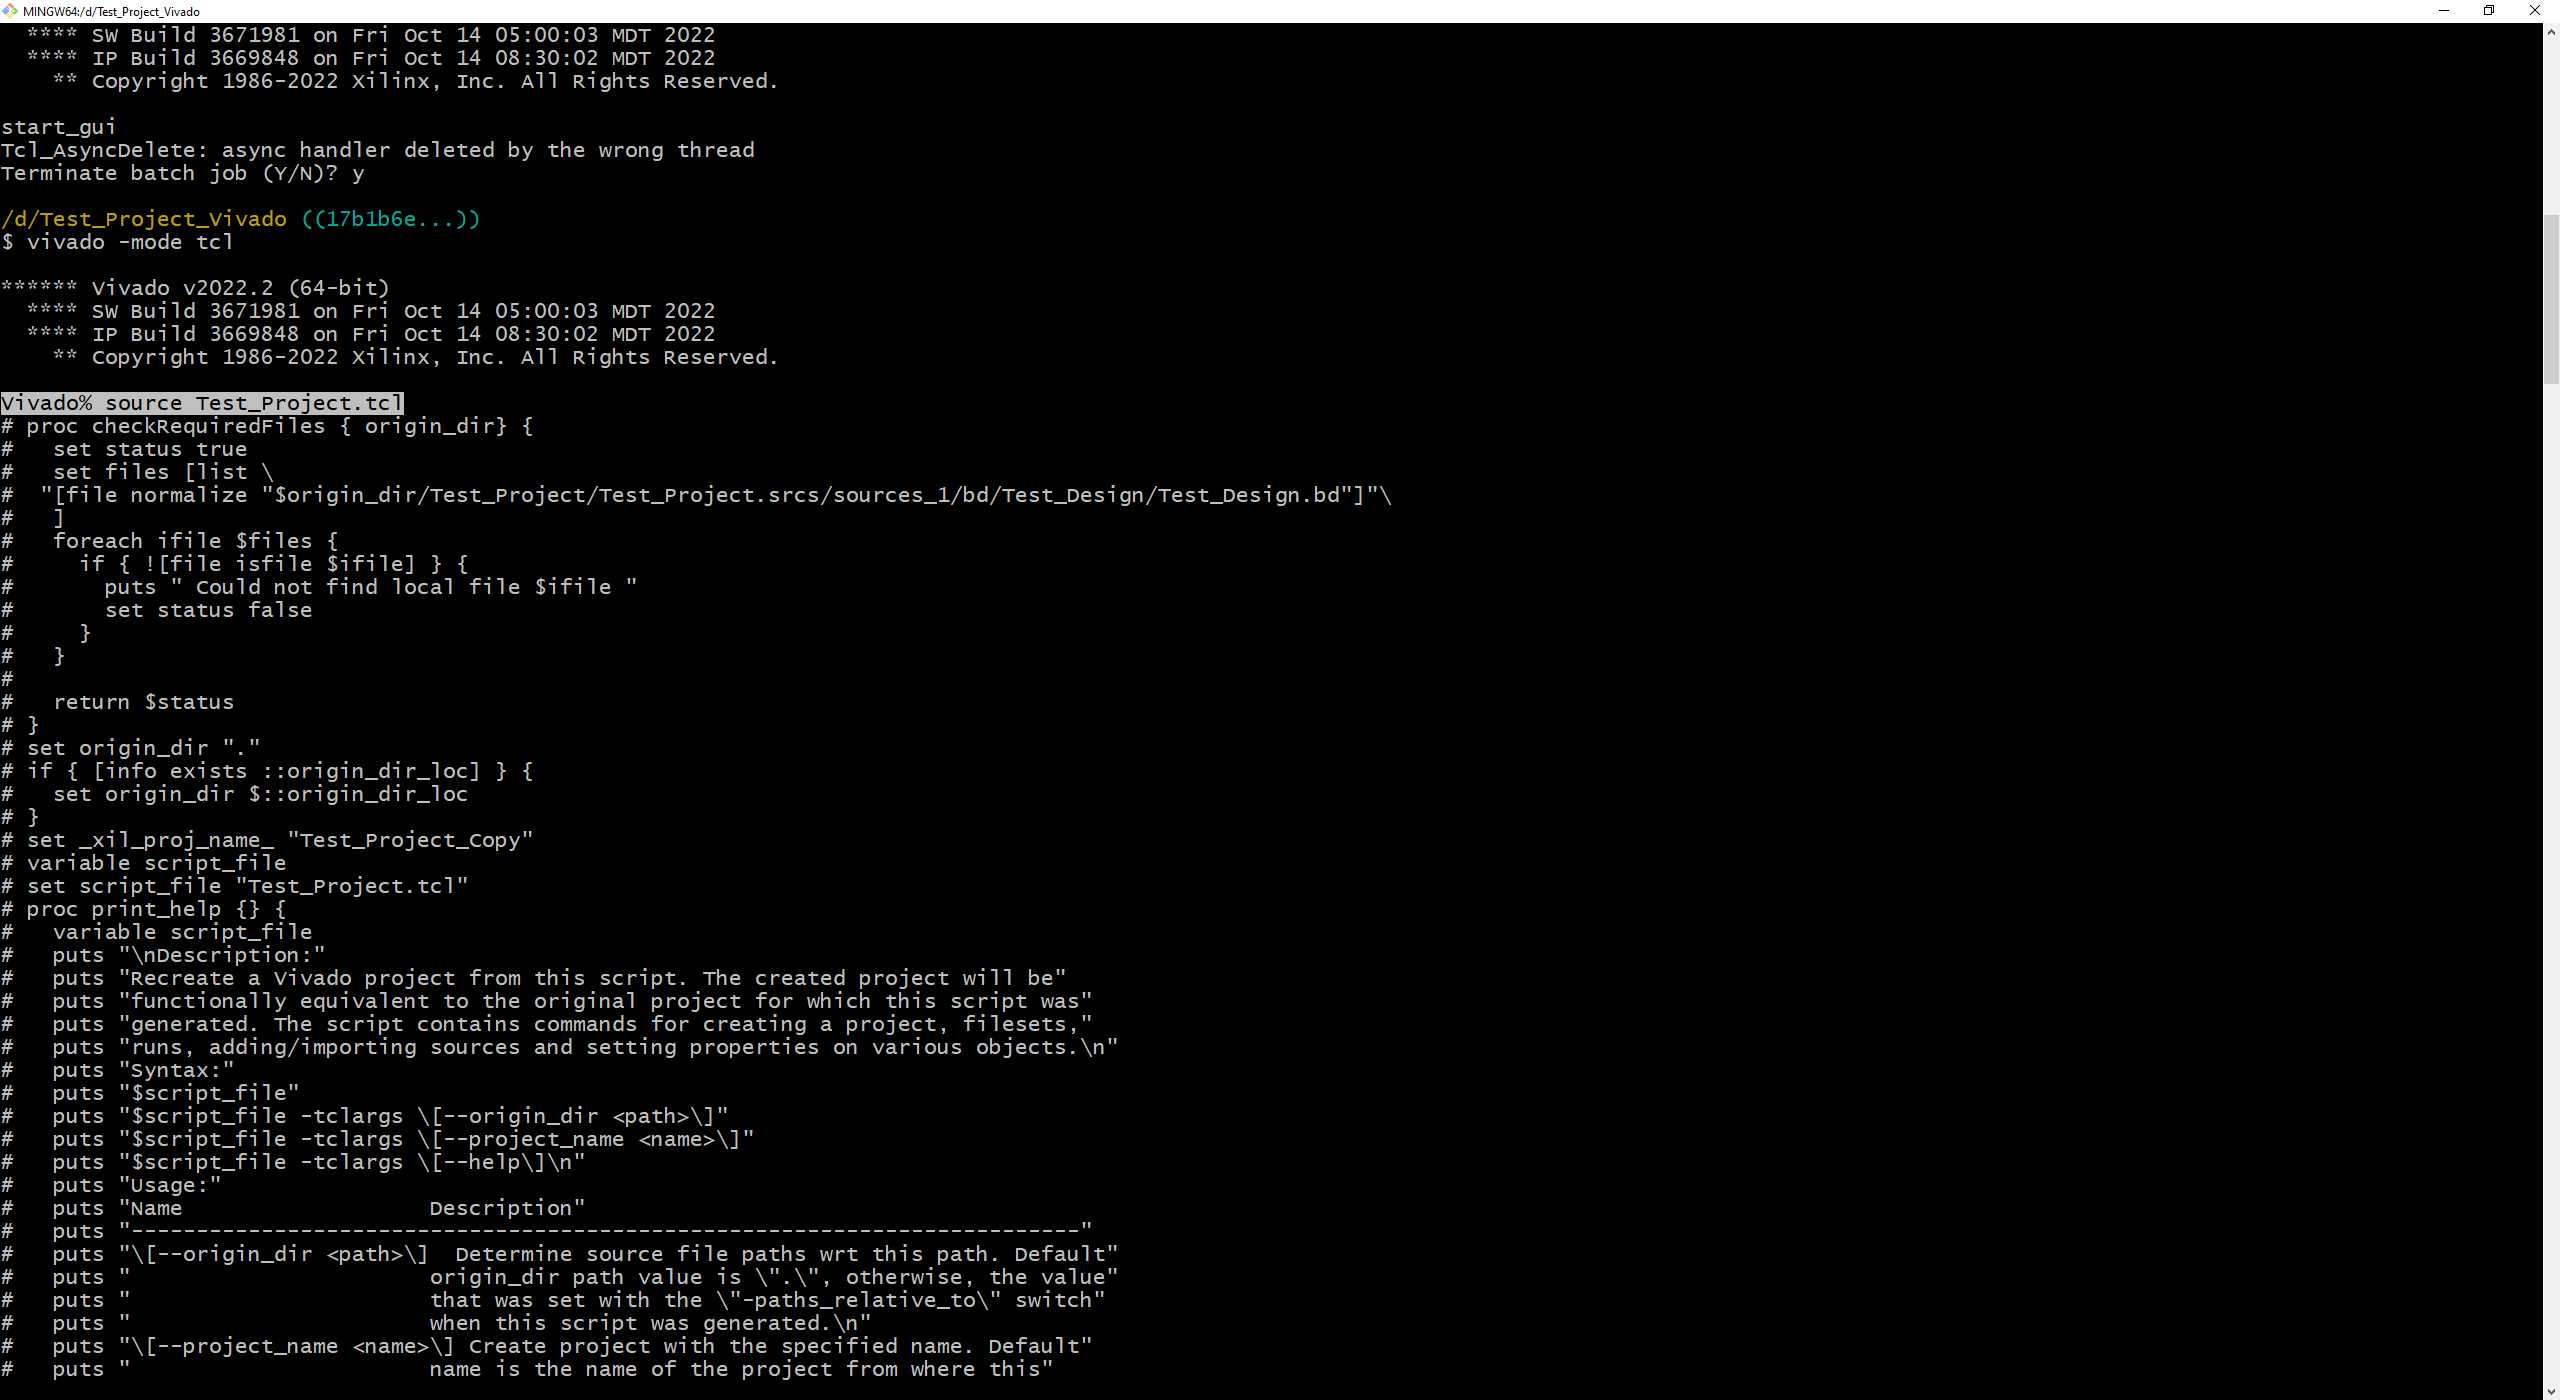 MINGW64:/d/Test_Project_Vivado
**** SW Build 3671981 on Fri Oct 14 05:00:03 MDT 2022
**** IP Build 3669848 on Fri Oct 14 08:30:02 MDT 2022
** Copyright 1986-2022 Xilinx, Inc. All Rights Reserved.
start_gui
Tcl_AsyncDelete: async handler deleted by the wrong thread
Terminate batch job (Y/N)? y
/d/Test_Project_Vivado ((17b1b6e...))
$ vivado -mode tcl
****** Vivado v2022.2 (64-bit)
**** SW Build 3671981 on Fri Oct 14 05:00:03 MDT 2022
**** IP Build 3669848 on Fri Oct 14 08:30:02 MDT 2022
** Copyright 1986-2022 Xilinx, Inc. All Rights Reserved.
Vivado% source Test_Project.tcl
# proc checkRequiredFiles { origin_dir} {
#   set status true
#   set files [list \
#  "[file normalize "$origin_dir/Test_Project/Test_Project.srcs/sources_1/bd/Test_Design/Test_Design.bd"]"\
#   ]
#   foreach ifile $files {
#     if { ![file isfile $ifile] } {
#       puts " Could not find local file $ifile "
#       set status false
#     }
#   }
#
#   return $status
# }
# set origin_dir "."
# if { [info exists ::origin_dir_loc] } {
#   set origin_dir $::origin_dir_loc
# }
# set _xil_proj_name_ "Test_Project_Copy"
# variable script_file
# set script_file "Test_Project.tcl"
# proc print_help {} {
#   variable script_file
#   puts "\nDescription:"
#   puts "Recreate a Vivado project from this script. The created project will be"
#   puts "functionally equivalent to the original project for which this script was"
#   puts "generated. The script contains commands for creating a project, filesets,"
#   puts "runs, adding/importing sources and setting properties on various objects.\n"
#   puts "Syntax:"
#   puts "$script_file"
#   puts "$script_file -tclargs \[--origin_dir <path>\]"
#   puts "$script_file -tclargs \[--project_name <name>\]"
#   puts "$script_file -tclargs \[--help\]\n"
#   puts "Usage:"
#   puts "Name                   Description"
#   puts "-------------------------------------------------------------------------"
#   puts "\[--origin_dir <path>\]  Determine source file paths wrt this path. Default"
#   puts "                       origin_dir path value is \".\", otherwise, the value"
#   puts "                       that was set with the \"-paths_relative_to\" switch"
#   puts "                       when this script was generated.\n"
#   puts "\[--project_name <name>\] Create project with the specified name. Default"
#   puts "                       name is the name of the project from where this"